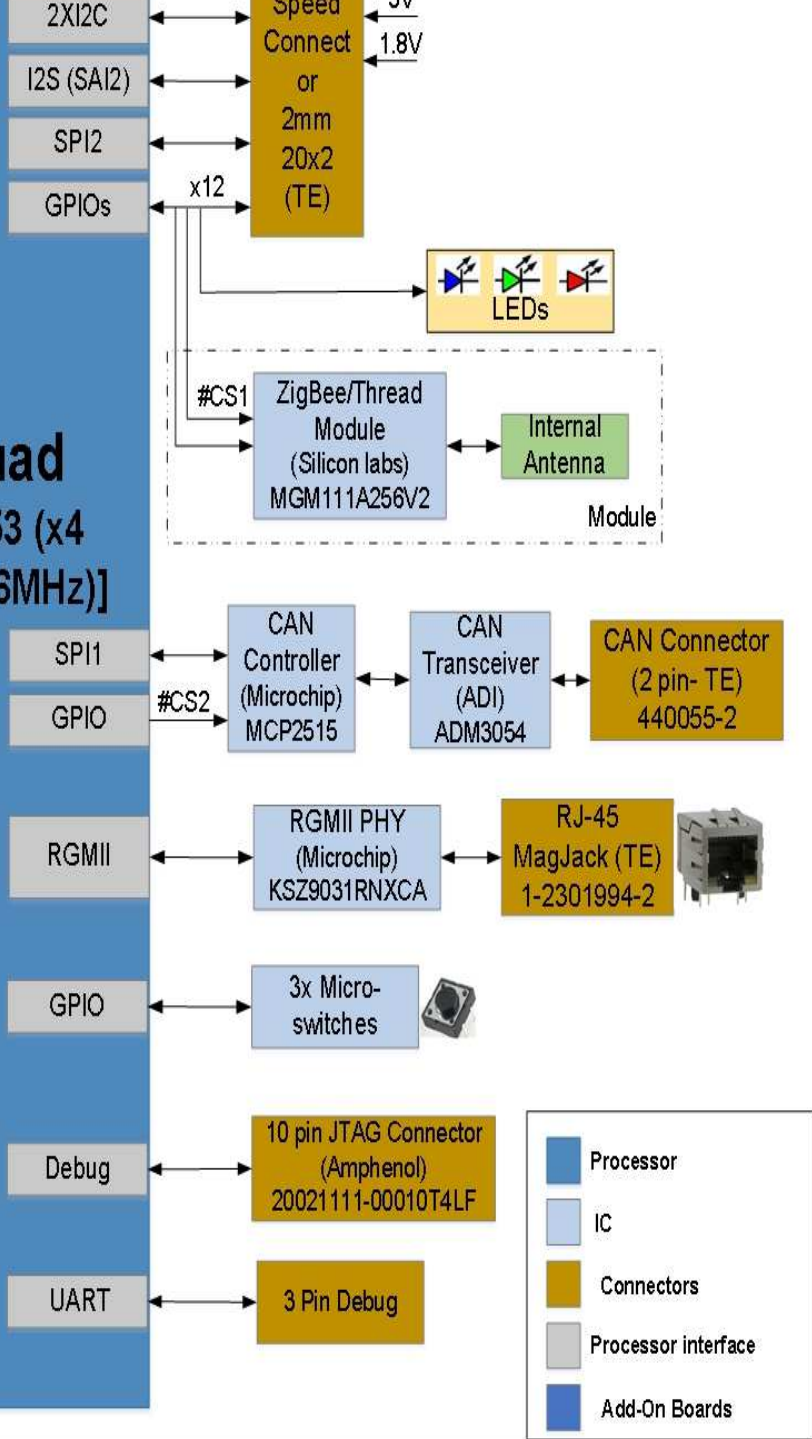 2XI2C
Speed
Connect
or
2mm
20x2
(TE)
5V
1.8V
I2S (SAI2)
SPI2
GPIOs
x12
LEDs
#CS1
ZigBee/Thread
Module
(Silicon labs)
MGM111A256V2
Internal
Antenna
Module
uad
53 (x4
6MHz)]
SPI1
GPIO
#CS2
CAN
Controller
(Microchip)
MCP2515
CAN
Transceiver
(ADI)
ADM3054
CAN Connector
(2 pin- TE)
440055-2
RGMII
RGMII PHY
(Microchip)
KSZ9031RNXCA
RJ-45
MagJack (TE)
1-2301994-2
GPIO
3x Micro-
switches
Debug
10 pin JTAG Connector
(Amphenol)
20021111-00010T4LF
UART
3 Pin Debug
Processor
IC
Connectors
Processor interface
Add-On Boards